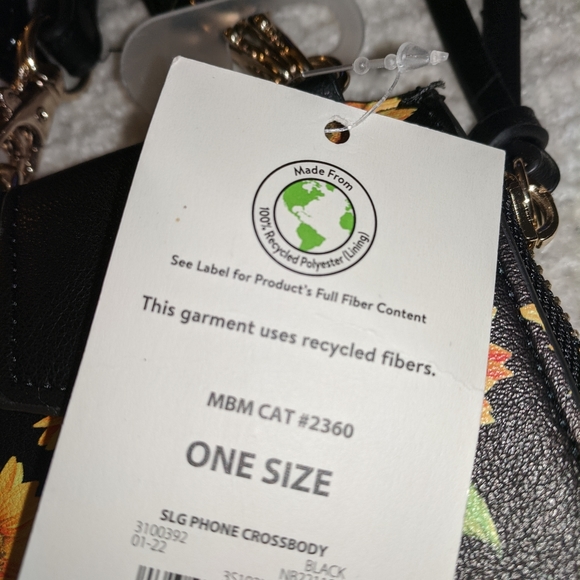 Made From
100% Recycled Polyester (Lining)
See Label for Product's Full Fiber Content
This garment uses recycled fibers.
MBM CAT #2360
ONE SIZE
SLG PHONE CROSSBODY
3100392 BLACK
01-22